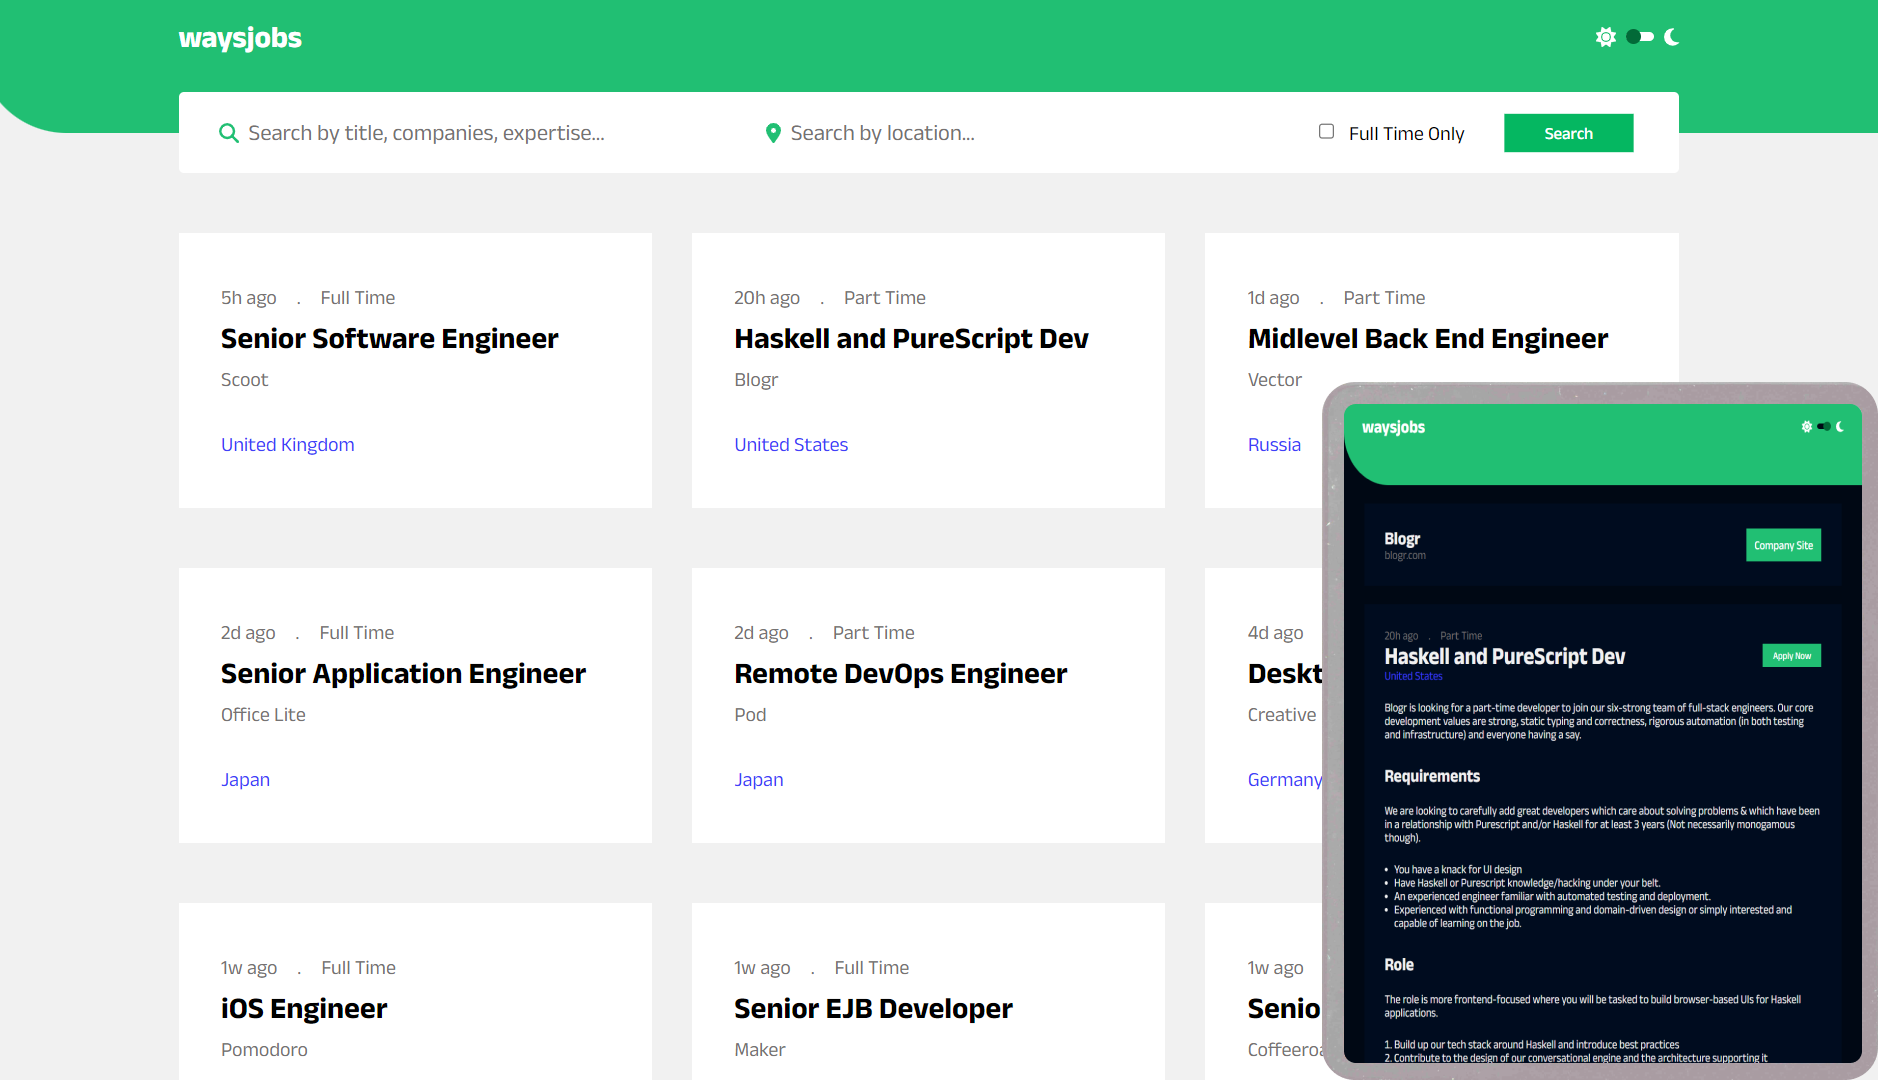 waysjobs
Search by title, companies, expertise...
Search by location...
Full Time Only
Search
5h ago . Full Time
Senior Software Engineer
Scoot
United Kingdom
20h ago . Part Time
Haskell and PureScript Dev
Blogr
United States
1d ago . Part Time
Midlevel Back End Engineer
Vector
Russia
2d ago . Full Time
Senior Application Engineer
Office Lite
Japan
2d ago . Part Time
Remote DevOps Engineer
Pod
Japan
4d ago
Deskt
Creative
Germany
1w ago . Full Time
iOS Engineer
Pomodoro
1w ago . Full Time
Senior EJB Developer
Maker
1w ago
Senio
Coffeeroa
waysjobs
Blogr
blogr.com
Company Site
20h ago . Part Time
Haskell and PureScript Dev
United States
Apply Now
Blogr is looking for a part-time developer to join our six-strong team of full-stack engineers. Our core
development values are strong, static typing and correctness, rigorous automation (in both testing
and infrastructure) and everyone having a say.
Requirements
We are looking to carefully add great developers which care about solving problems & which have been
in a relationship with Purescript and/or Haskell for at least 3 years (Not necessarily monogamous
though).
• You have a knack for UI design
• Have Haskell or Purescript knowledge/hacking under your belt.
• An experienced engineer familiar with automated testing and deployment.
• Experienced with functional programming and domain-driven design or simply interested and
capable of learning on the job.
Role
The role is more frontend-focused where you will be tasked to build browser-based UIs for Haskell
applications.
1. Build up our tech stack around Haskell and introduce best practices
2. Contribute to the design of our conversational engine and the architecture supporting it